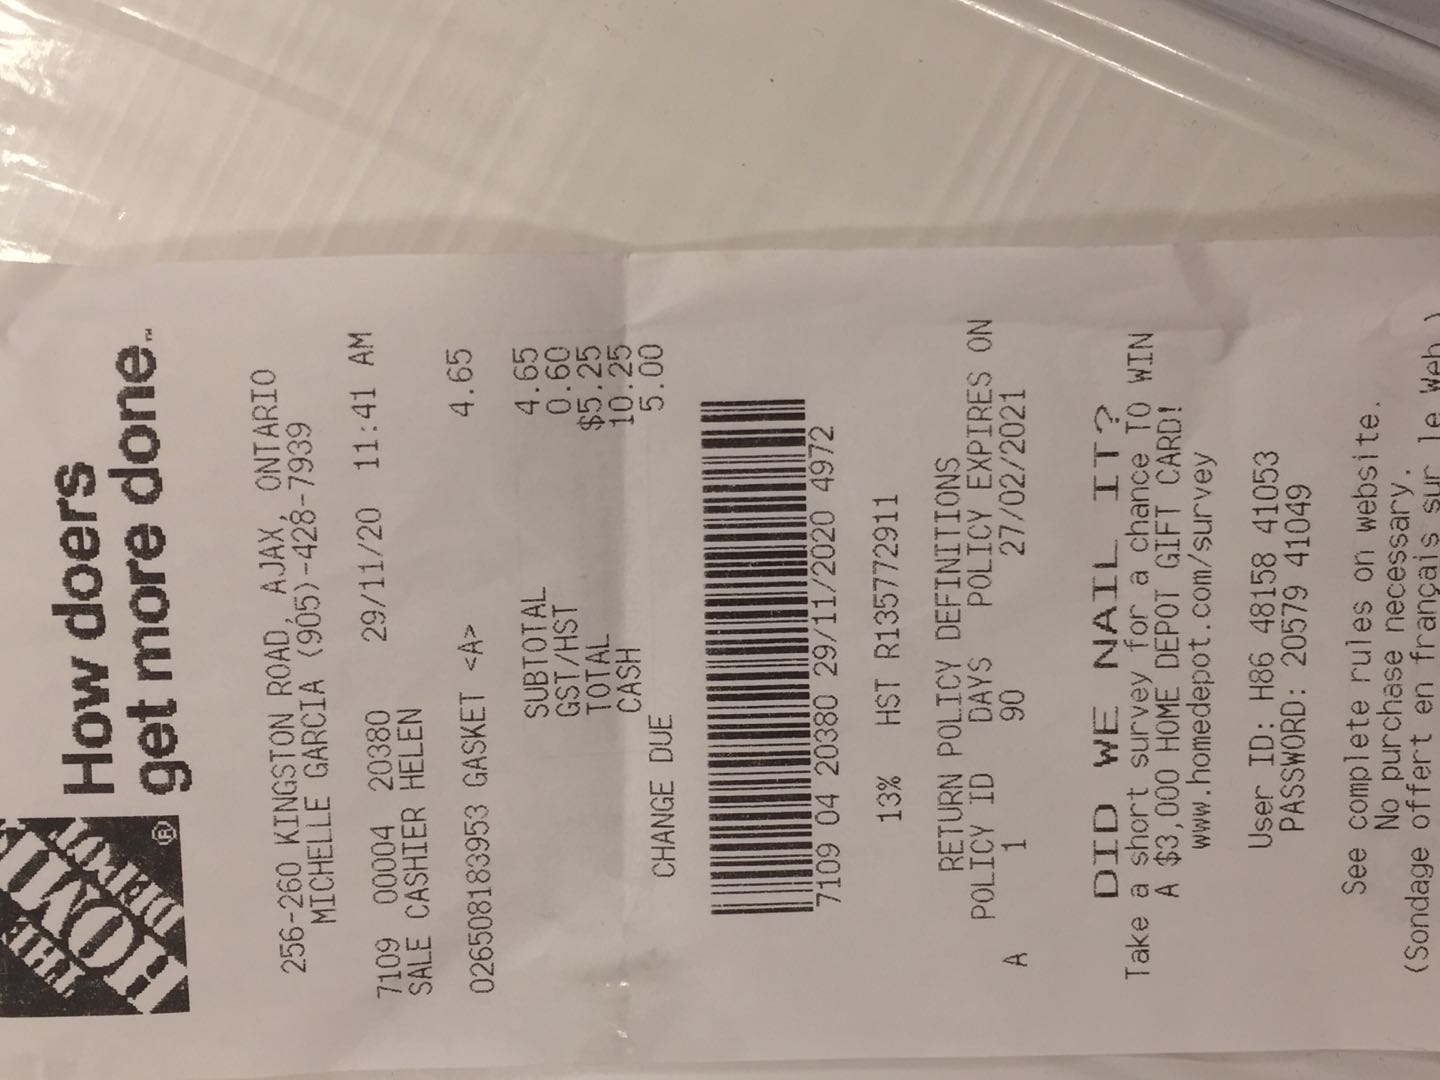 THE
HOME
DEPOT
®
How doers
get more done.™
256-260 KINGSTON ROAD, AJAX, ONTARIO
MICHELLE GARCIA (905)-428-7939
7109 00004 20380 29/11/20 11:41 AM
SALE CASHIER HELEN
026508183953 GASKET <A> 4.65
SUBTOTAL 4.65
GST/HST 0.60
TOTAL $5.25
CASH 10.25
CHANGE DUE 5.00
7109 04 20380 29/11/2020 4972
13% HST R135772911
RETURN POLICY DEFINITIONS
POLICY ID DAYS POLICY EXPIRES ON
A 1 90 27/02/2021
DID WE NAIL IT?
Take a short survey for a chance TO WIN
A $3,000 HOME DEPOT GIFT CARD!
www.homedepot.com/survey
User ID: H86 48158 41053
PASSWORD: 20579 41049
See complete rules on website.
No purchase necessary.
(Sondage offert en français sur le Web.)